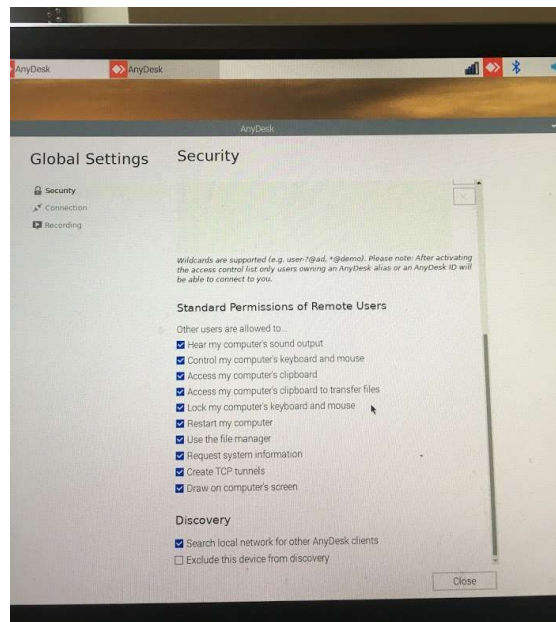 AnyDesk
AnyDesk
AnyDesk
Global Settings
Security
Connection
Recording
Security
Wildcards are supported (e.g. user-?@ad, *@demo). Please note: After activating
the access control list only users owning an AnyDesk alias or an AnyDesk ID will
be able to connect to you.
Standard Permissions of Remote Users
Other users are allowed to...
Hear my computer's sound output
Control my computer's keyboard and mouse
Access my computer's clipboard
Access my computer's clipboard to transfer files
Lock my computer's keyboard and mouse
Restart my computer
Use the file manager
Request system information
Create TCP tunnels
Draw on computer's screen
Discovery
Search local network for other AnyDesk clients
Exclude this device from discovery
Close